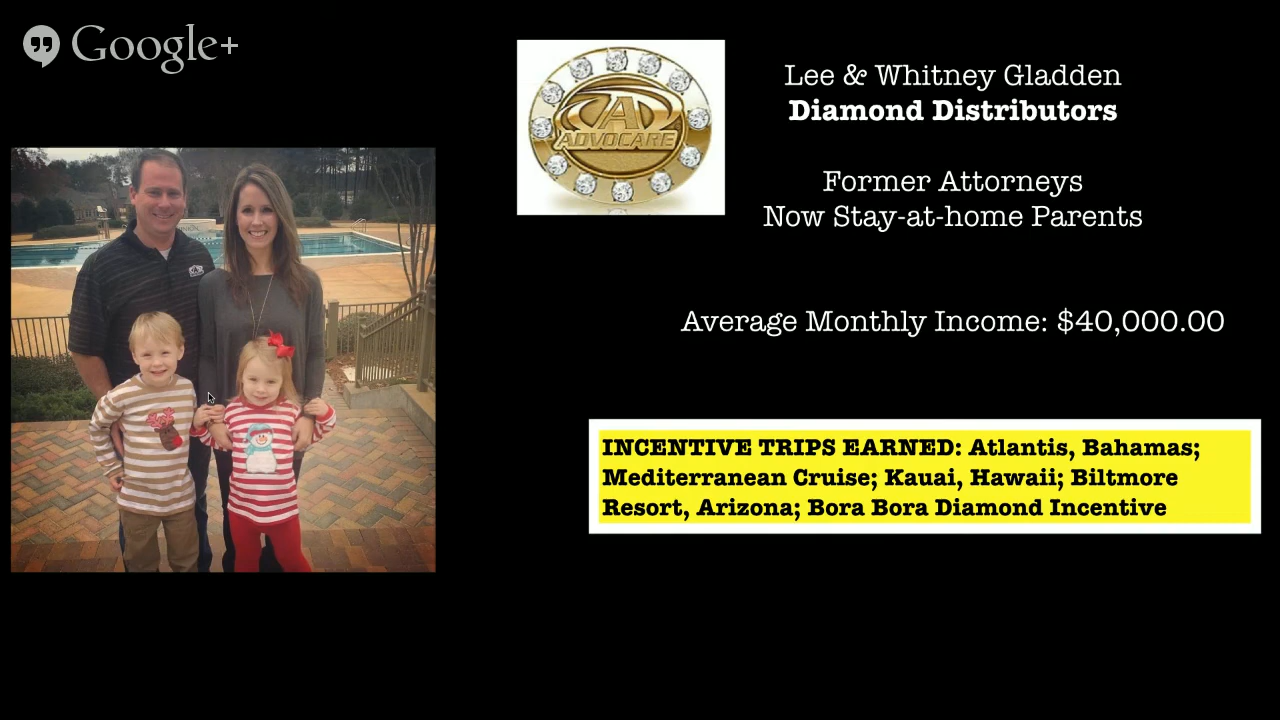 Google+
A
ADVOCARE
Lee & Whitney Gladden
Diamond Distributors
Former Attorneys
Now Stay-at-home Parents
Average Monthly Income: $40,000.00
INCENTIVE TRIPS EARNED: Atlantis, Bahamas;
Mediterranean Cruise; Kauai, Hawaii; Biltmore
Resort, Arizona; Bora Bora Diamond Incentive